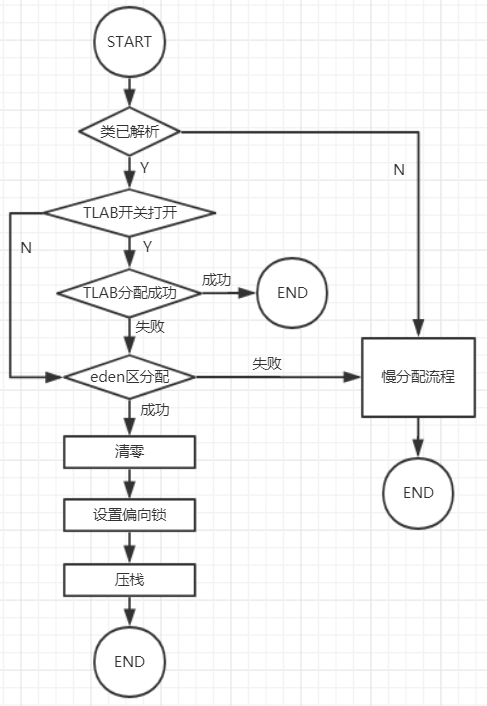 START
类已解析
Y
N
TLAB开关打开
N
Y
TLAB分配成功
成功
END
失败
eden区分配
失败
慢分配流程
成功
清零
END
设置偏向锁
压栈
END